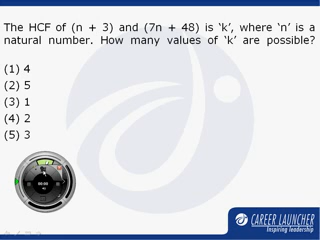 The HCF of (n + 3) and (7n + 48) is ‘k’, where ‘n’ is a
natural number. How many values of ‘k’ are possible?
(1) 4
(2) 5
(3) 1
(4) 2
(5) 3
CAREER LAUNCHER
Inspiring leadership